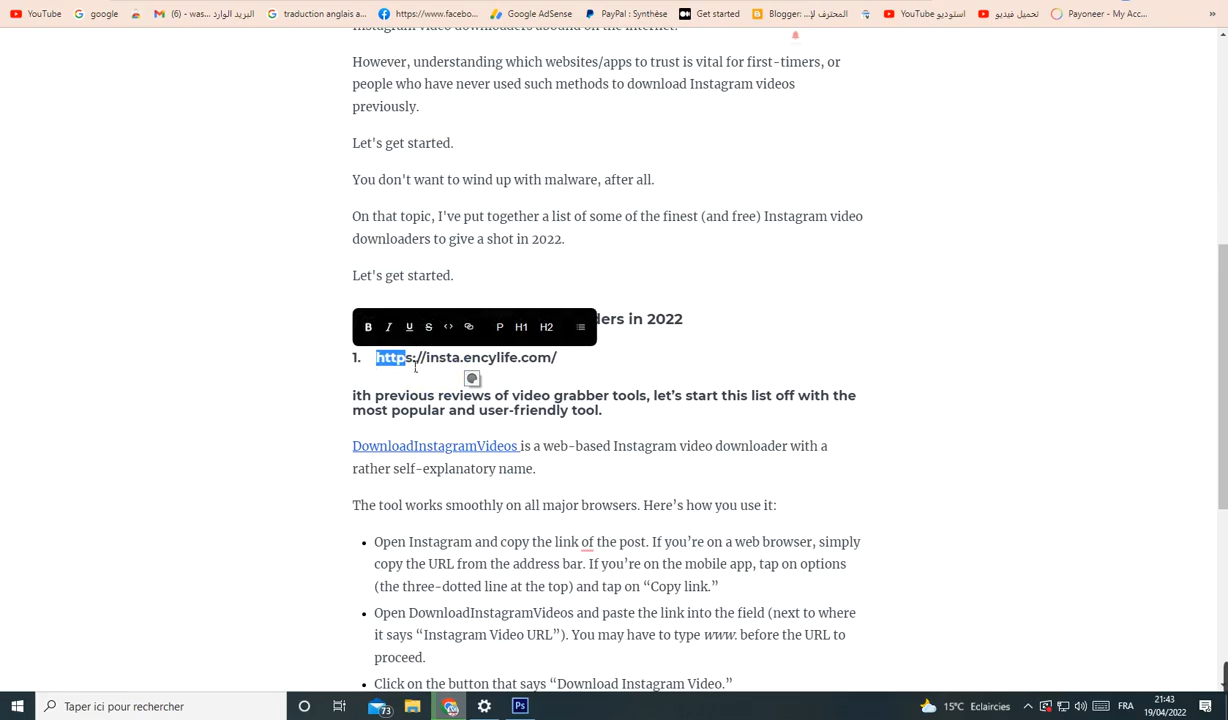 YouTube google (6) - was... البريد الوارد traduction anglais a... https://www.facebo... Google AdSense PayPal : Synthèse Get started Blogger: المحترف للإ... استوديو YouTube تحميل فيديو Payoneer - My Acc... »
Instagram video downloaders abound on the internet.
However, understanding which websites/apps to trust is vital for first-timers, or
people who have never used such methods to download Instagram videos
previously.
Let's get started.
You don't want to wind up with malware, after all.
On that topic, I've put together a list of some of the finest (and free) Instagram video
downloaders to give a shot in 2022.
Let's get started.
ders in 2022
B I U S <> P H1 H2
1. https://insta.encylife.com/
ith previous reviews of video grabber tools, let’s start this list off with the
most popular and user-friendly tool.
DownloadInstagramVideos is a web-based Instagram video downloader with a
rather self-explanatory name.
The tool works smoothly on all major browsers. Here’s how you use it:
• Open Instagram and copy the link of the post. If you’re on a web browser, simply
copy the URL from the address bar. If you’re on the mobile app, tap on options
(the three-dotted line at the top) and tap on “Copy link.”
• Open DownloadInstagramVideos and paste the link into the field (next to where
it says “Instagram Video URL”). You may have to type www. before the URL to
proceed.
• Click on the button that says “Download Instagram Video.”
Taper ici pour rechercher 73 Ps 15°C Eclaircies FRA 21:43
19/04/2022